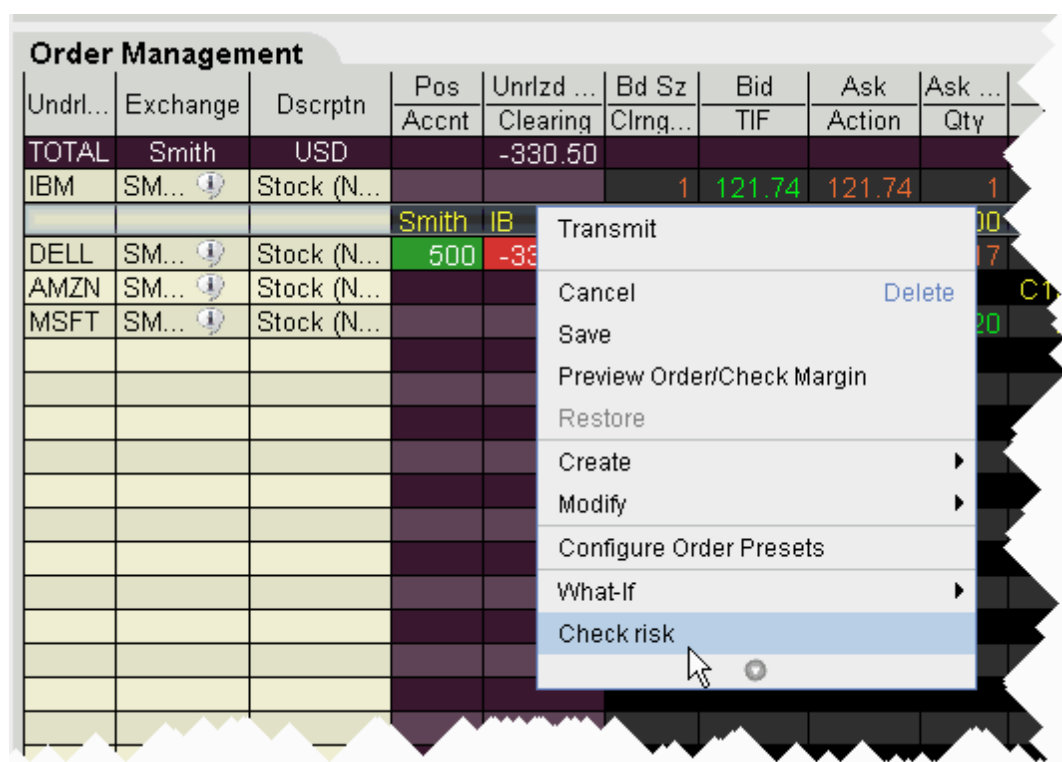 Order Management
Undrl... Exchange Dscrptn Pos Unrlzd ... Bd Sz Bid Ask Ask ...
Accnt Clearing Clrng... TIF Action Qty
TOTAL Smith USD -330.50
IBM SM... Stock (N... 1 121.74 121.74 1
Smith IB
Transmit
DELL SM... Stock (N... 500 -33 17
AMZN SM... Stock (N...
Cancel Delete
MSFT SM... Stock (N... 20
Save
Preview Order/Check Margin
Restore
Create
Modify
Configure Order Presets
What-If
Check risk